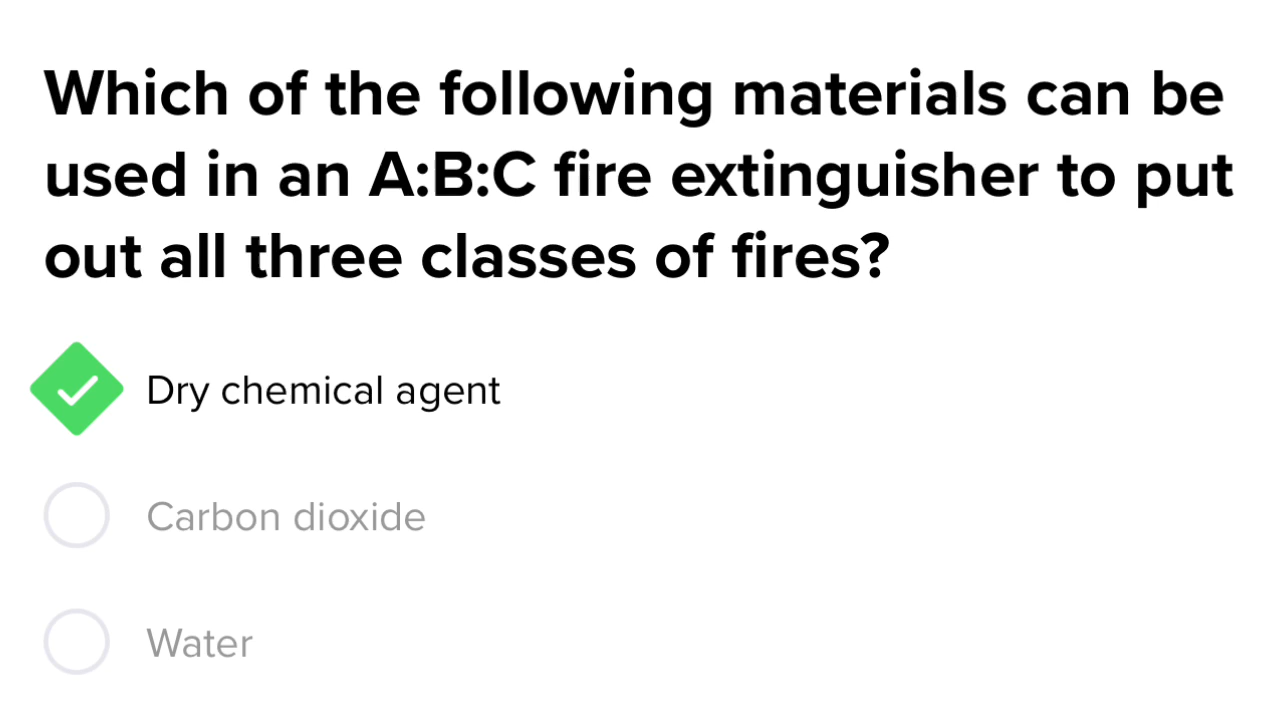 Which of the following materials can be
used in an A:B:C fire extinguisher to put
out all three classes of fires?
Dry chemical agent
Carbon dioxide
Water